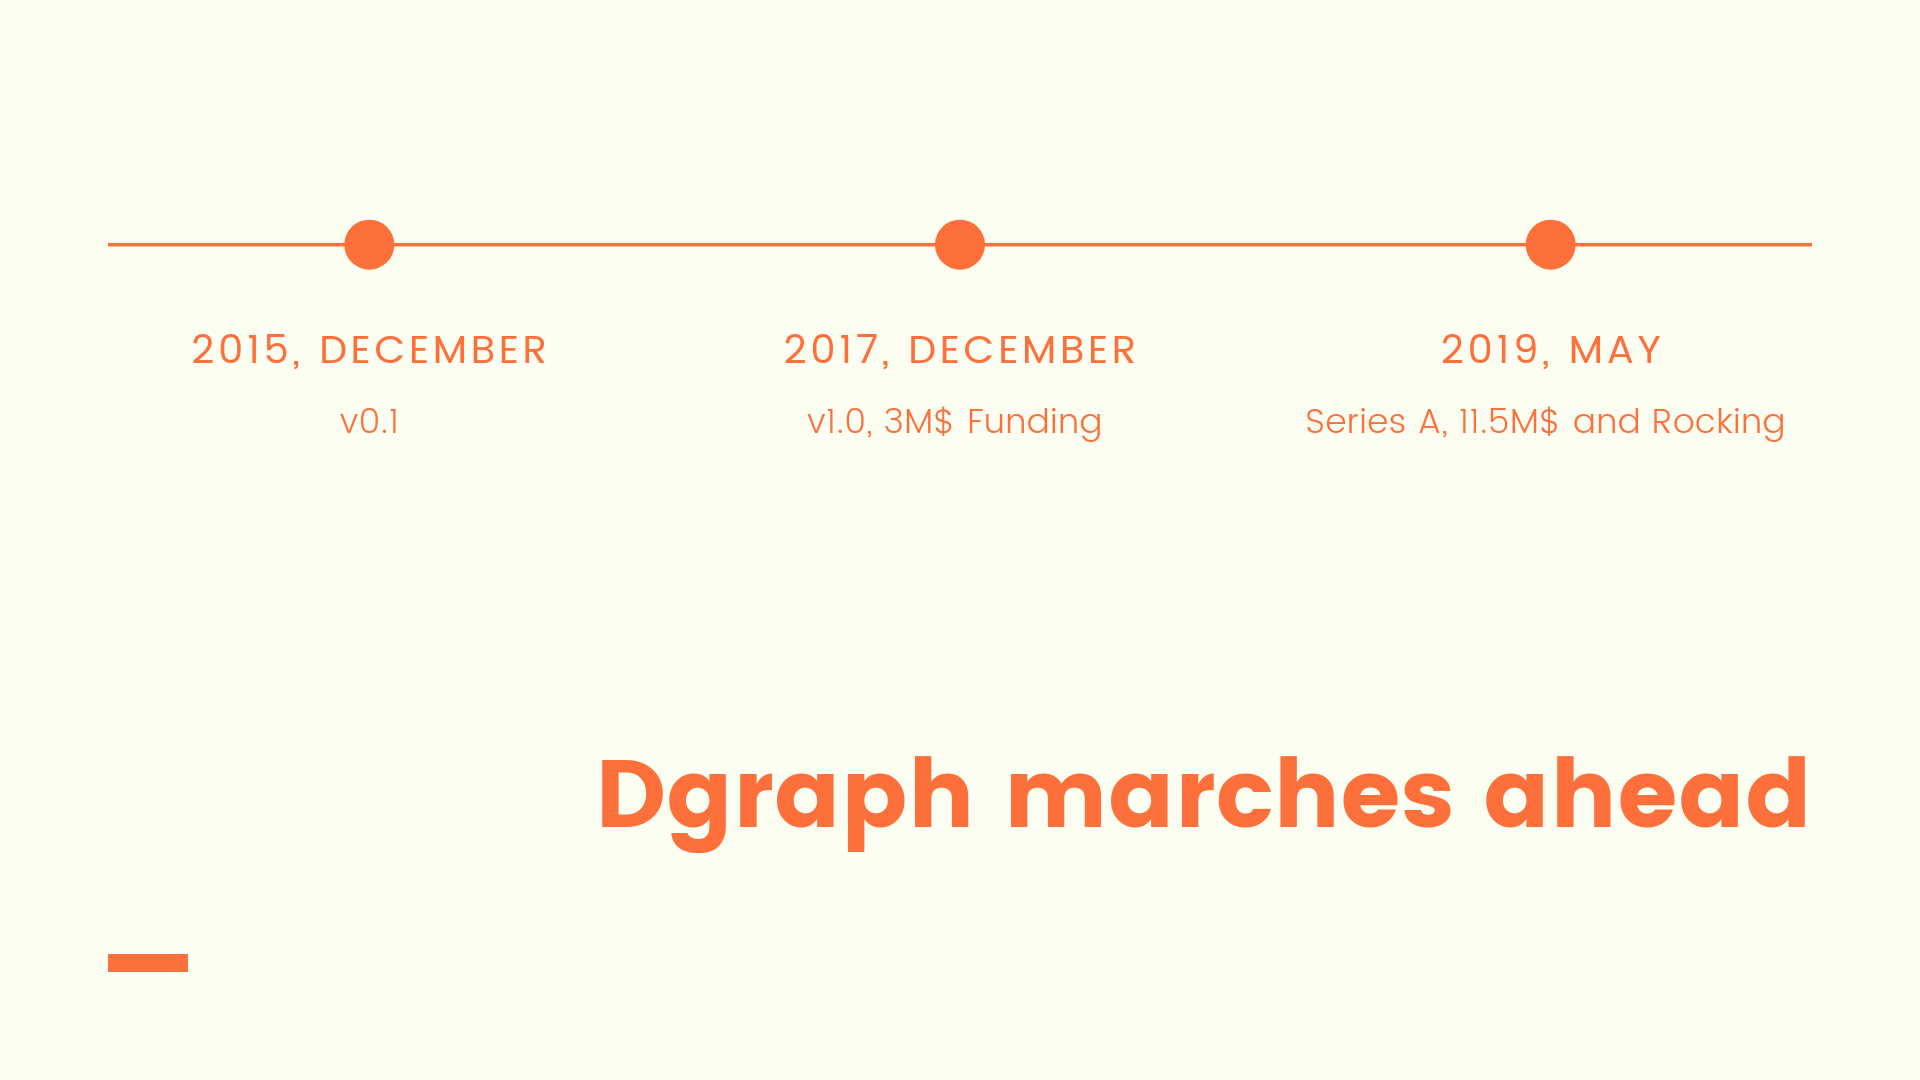 2015, DECEMBER
v0.1
2017, DECEMBER
v1.0, 3M$ Funding
2019, MAY
Series A, 11.5M$ and Rocking
Dgraph marches ahead